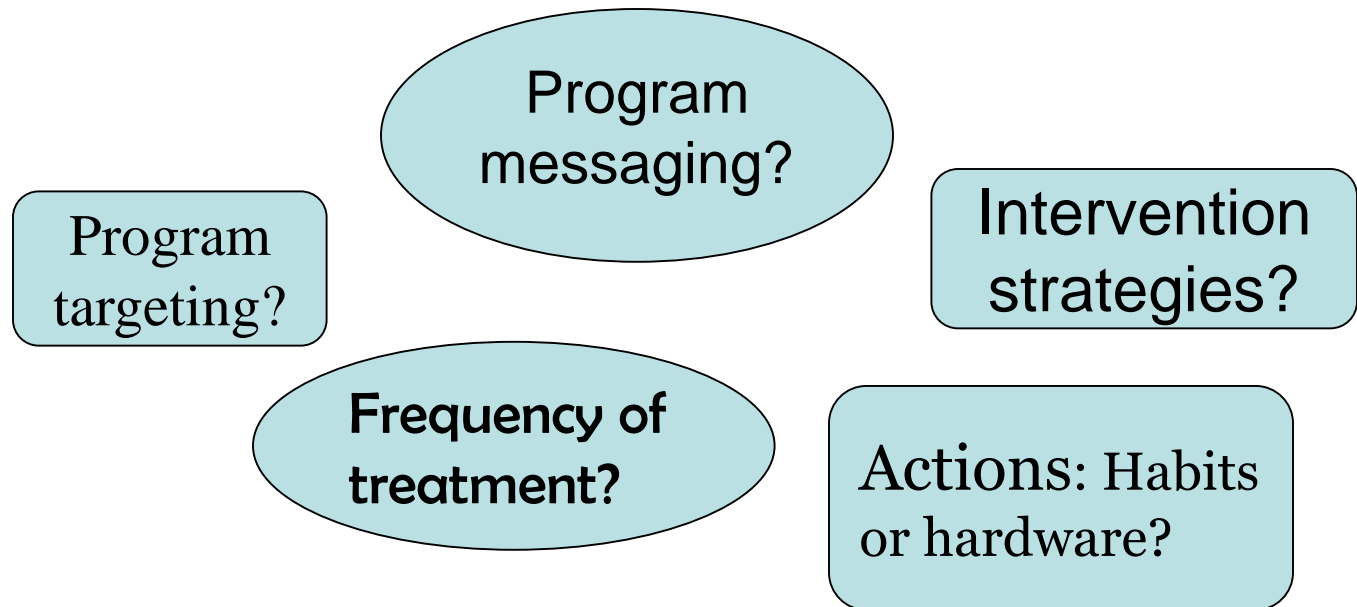 Program
messaging?
Program
targeting?
Intervention
strategies?
Frequency of
treatment?
Actions: Habits
or hardware?